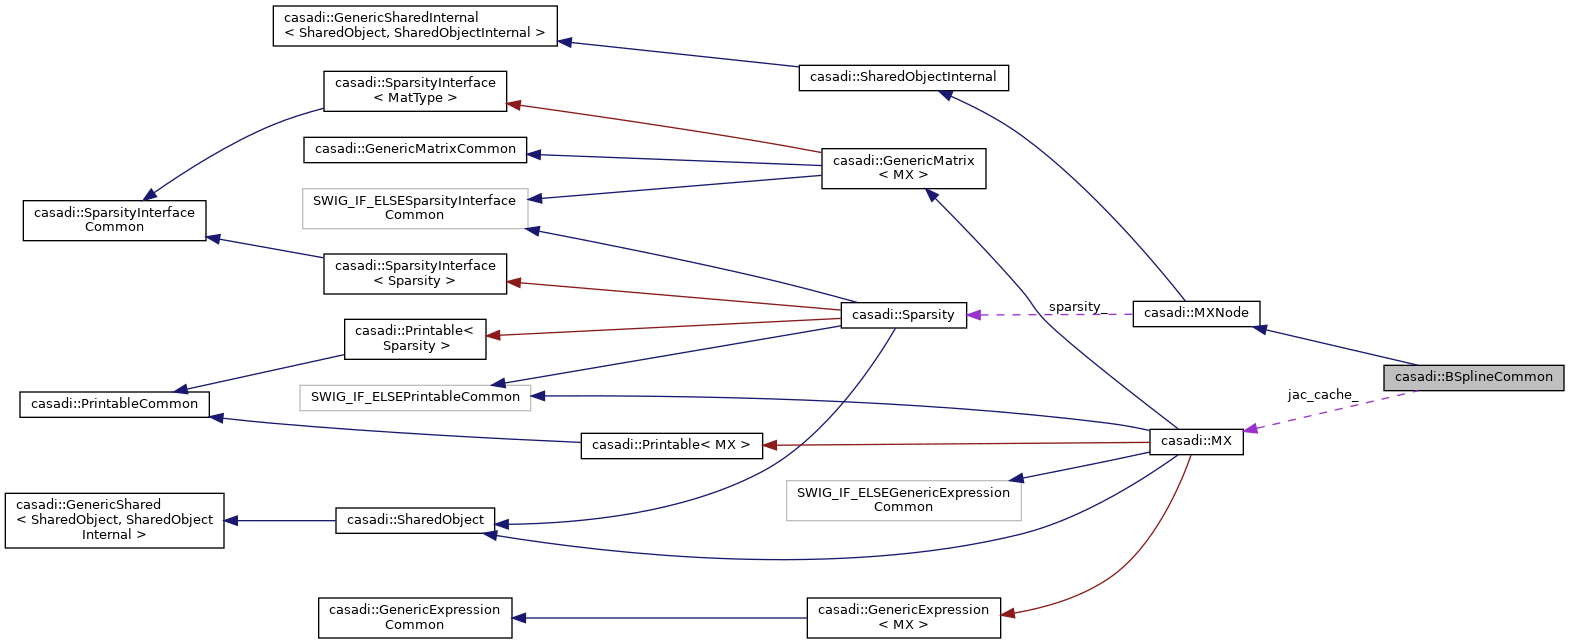 casadi::GenericSharedInternal
< SharedObject, SharedObjectInternal >
casadi::SharedObjectInternal
casadi::SparsityInterface
< MatType >
casadi::GenericMatrixCommon
casadi::GenericMatrix
< MX >
SWIG_IF_ELSESparsityInterface
Common
casadi::SparsityInterface
Common
casadi::SparsityInterface
< Sparsity >
casadi::Sparsity
sparsity_
casadi::MXNode
casadi::Printable<
Sparsity >
casadi::BSplineCommon
jac_cache_
SWIG_IF_ELSEPrintableCommon
casadi::PrintableCommon
casadi::Printable< MX >
casadi::MX
SWIG_IF_ELSEGenericExpression
Common
casadi::GenericShared
< SharedObject, SharedObject
Internal >
casadi::SharedObject
casadi::GenericExpression
Common
casadi::GenericExpression
< MX >